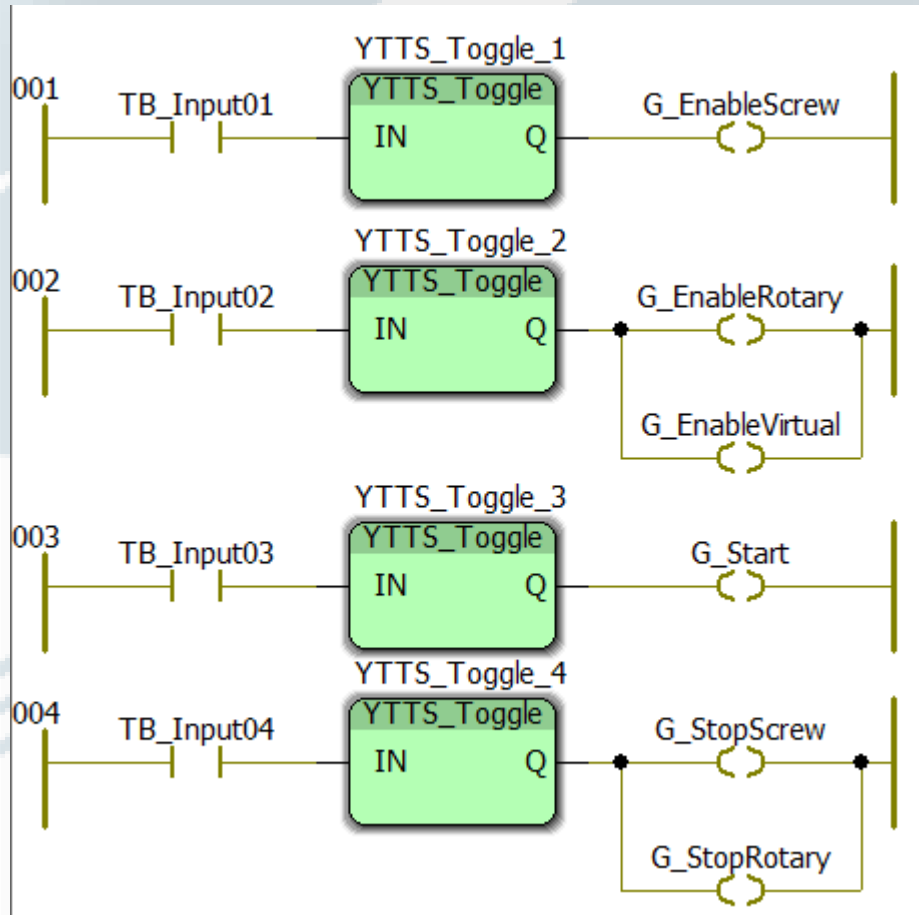 YTTS_Toggle_1
001
TB_Input01
YTTS_Toggle
IN
Q
G_EnableScrew
YTTS_Toggle_2
002
TB_Input02
YTTS_Toggle
IN
Q
G_EnableRotary
G_EnableVirtual
YTTS_Toggle_3
003
TB_Input03
YTTS_Toggle
IN
Q
G_Start
YTTS_Toggle_4
004
TB_Input04
YTTS_Toggle
IN
Q
G_StopScrew
G_StopRotary